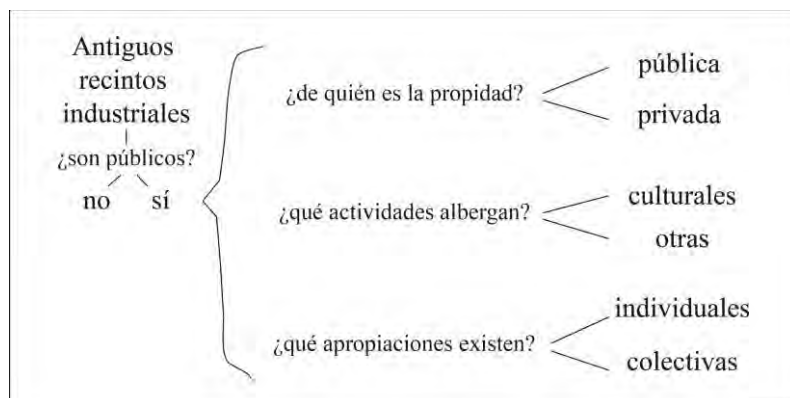 Antiguos
recintos
industriales
¿son públicos?
no sí
¿de quién es la propidad?
pública
privada
¿qué actividades albergan?
culturales
otras
¿qué apropiaciones existen?
individuales
colectivas